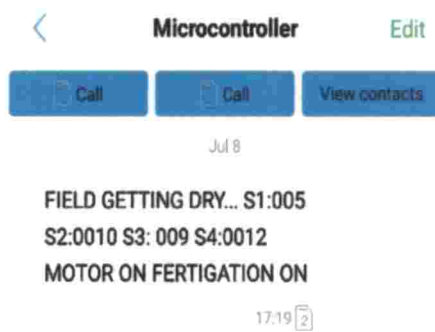 Microcontroller Edit
Call Call View contacts
Jul 8
FIELD GETTING DRY... S1:005
S2:0010 S3: 009 S4:0012
MOTOR ON FERTIGATION ON
17:19 2